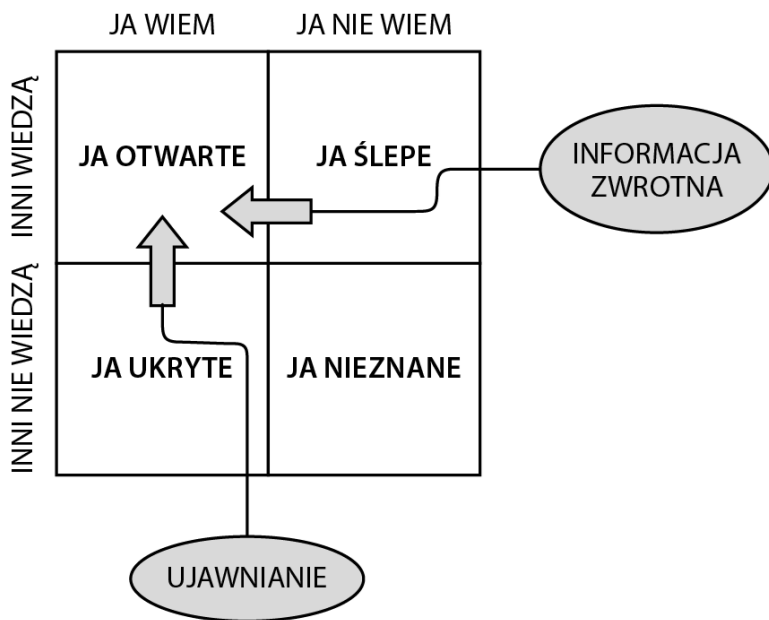 JA WIEM
JA NIE WIEM
INNI WIEDZĄ
JA OTWARTE
JA ŚLEPE
INFORMACJA
ZWROTNA
INNI NIE WIEDZĄ
JA UKRYTE
JA NIEZNANE
UJAWNIANIE